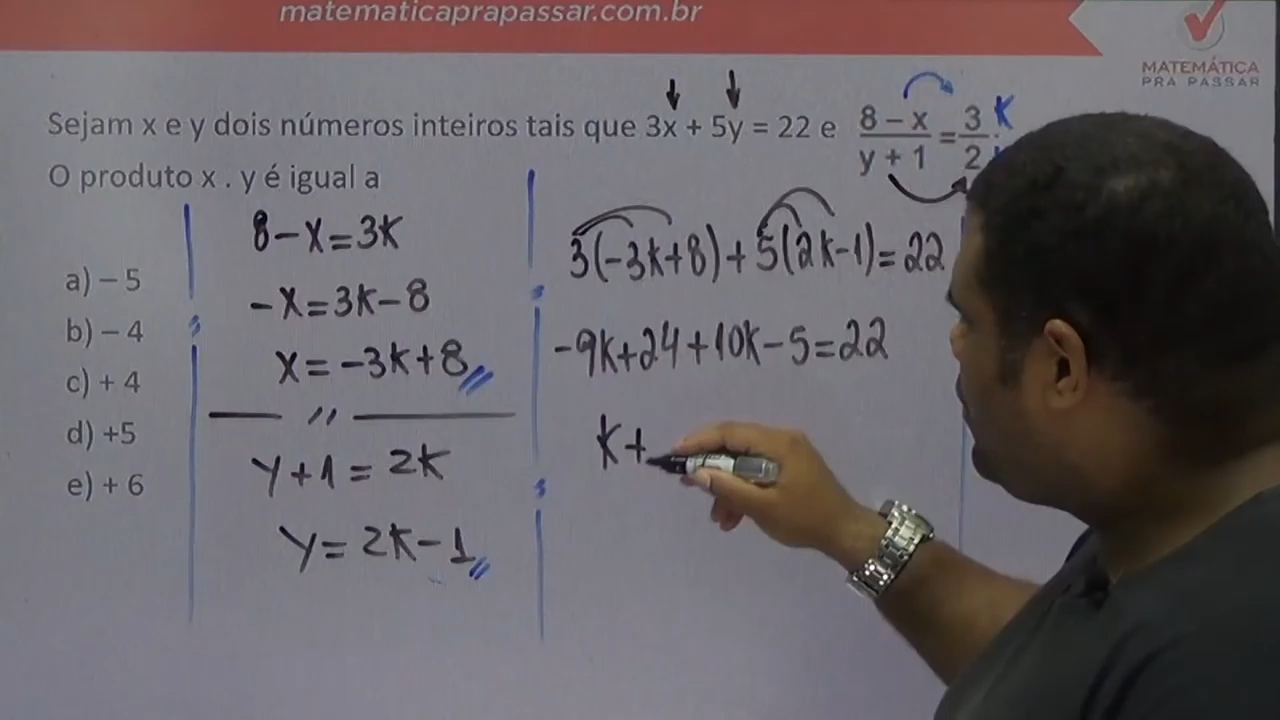 matematicaprapassar.com.br
MATEMÁTICA
PRA PASSAR
Sejam x e y dois números inteiros tais que 3x + 5y = 22 e (8 – x)/(y + 1) = 3/2 K
O produto x . y é igual a
a) – 5
b) – 4
c) + 4
d) +5
e) + 6
8-x=3K
-x=3K-8
x=-3K+8
y+1=2K
y=2K-1
3(-3K+8)+5(2K-1)=22
-9K+24+10K-5=22
K+